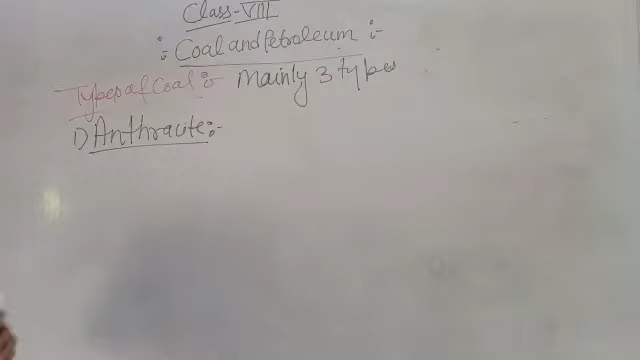 Class-VIII
:- Coal and Petroleum :-
Types of Coal :- Mainly 3 types
1) Anthracite:-